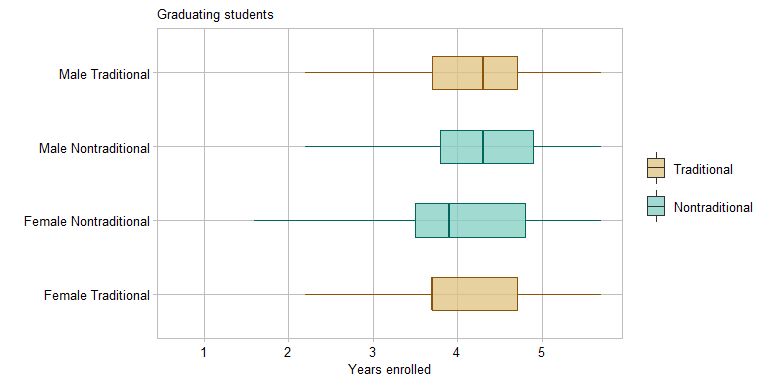 Graduating students
Male Traditional
Male Nontraditional
Female Nontraditional
Female Traditional
1 2 3 4 5
Years enrolled
Traditional
Nontraditional